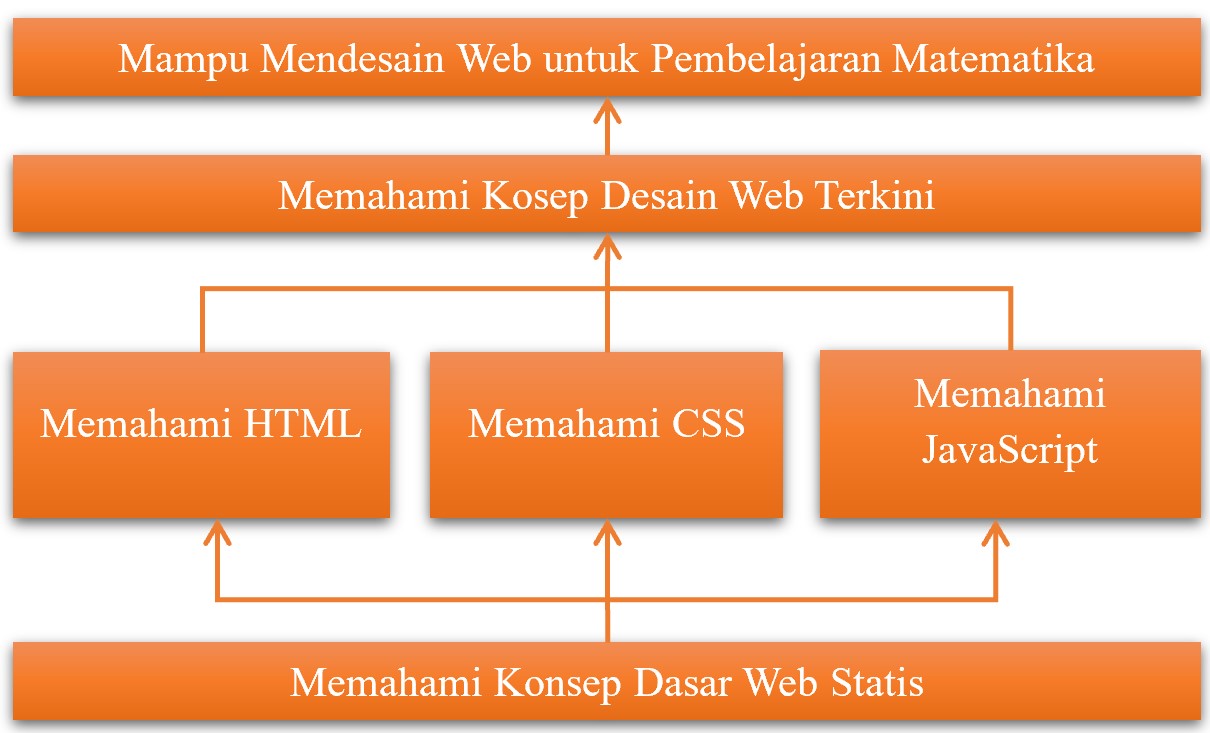 Mampu Mendesain Web untuk Pembelajaran Matematika
Memahami Kosep Desain Web Terkini
Memahami HTML
Memahami CSS
Memahami
JavaScript
Memahami Konsep Dasar Web Statis